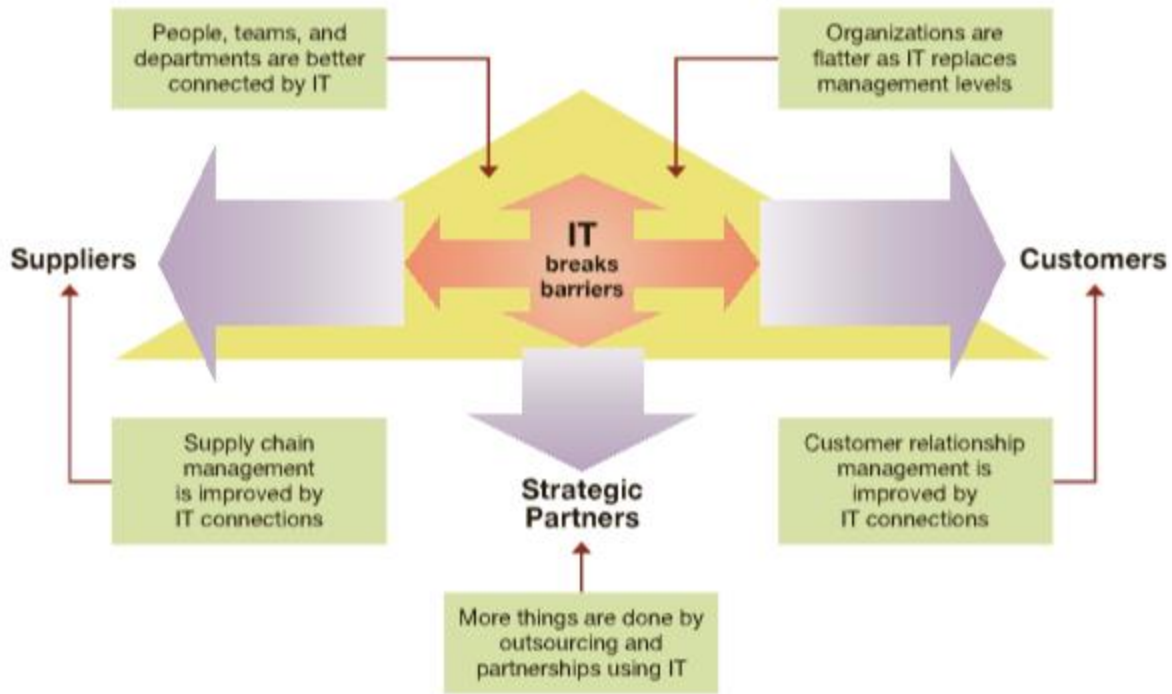 People, teams, and
departments are better
connected by IT
Organizations are
flatter as IT replaces
management levels
IT
breaks
barriers
Suppliers
Customers
Supply chain
management
is improved by
IT connections
Strategic
Partners
Customer relationship
management is
improved by
IT connections
More things are done by
outsourcing and
partnerships using IT